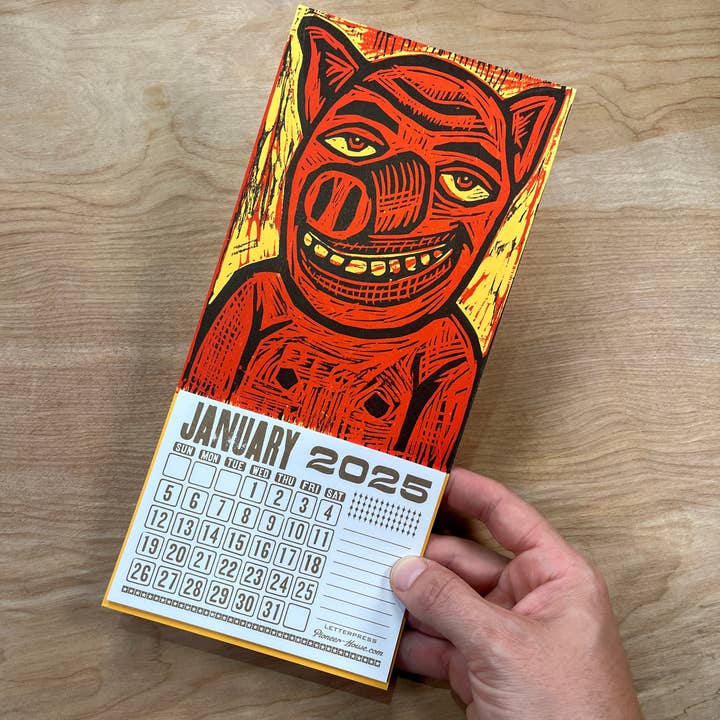 JANUARY 2025
SUN MON TUE WED THU FRI SAT
1 2 3 4
5 6 7 8 9 10 11
12 13 14 15 16 17 18
19 20 21 22 23 24 25
26 27 28 29 30 31
LETTERPRESS
Pioneer-House.com